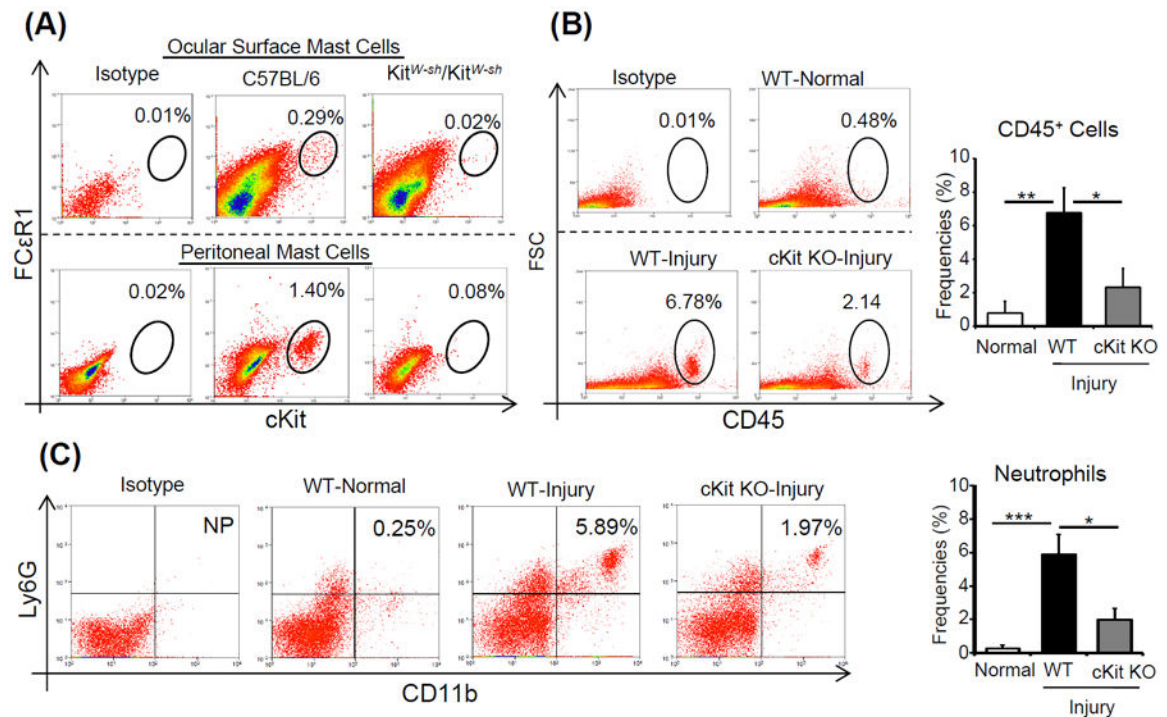 (A)
Ocular Surface Mast Cells
Isotype C57BL/6 Kit^W-sh/Kit^W-sh
0.01% 0.29% 0.02%
Peritoneal Mast Cells
0.02% 1.40% 0.08%
FCεR1
cKit
(B)
Isotype WT-Normal
0.01% 0.48%
WT-Injury cKit KO-Injury
6.78% 2.14
FSC
CD45
CD45⁺ Cells
Frequencies (%)
10
8
6
4
2
0
** *
Normal WT cKit KO
Injury
(C)
Isotype WT-Normal WT-Injury cKit KO-Injury
NP 0.25% 5.89% 1.97%
Ly6G
CD11b
Neutrophils
Frequencies (%)
10
8
6
4
2
0
*** *
Normal WT cKit KO
Injury